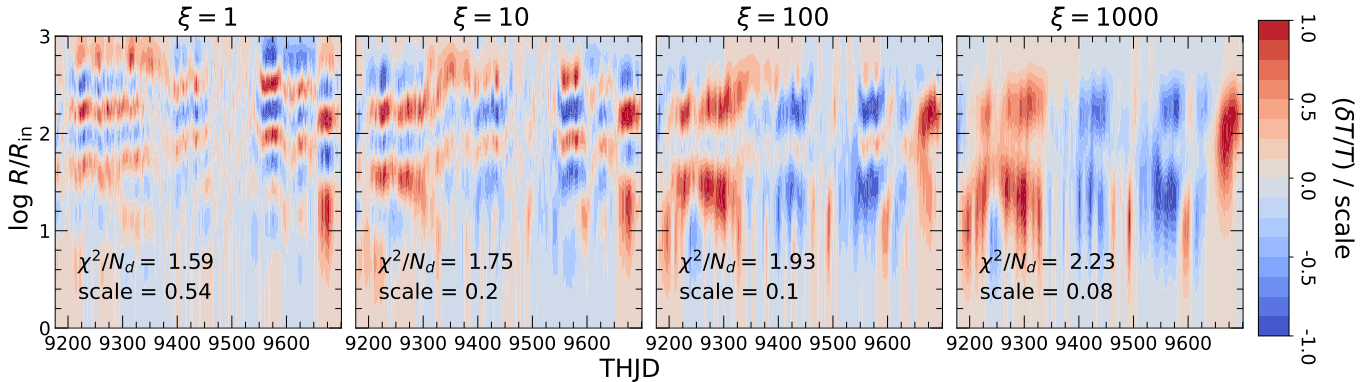 ξ = 1
ξ = 10
ξ = 100
ξ = 1000
log R/R_in
3
2
1
0
χ²/N_d = 1.59
scale = 0.54
χ²/N_d = 1.75
scale = 0.2
χ²/N_d = 1.93
scale = 0.1
χ²/N_d = 2.23
scale = 0.08
9200 9300 9400 9500 9600
9200 9300 9400 9500 9600
9200 9300 9400 9500 9600
9200 9300 9400 9500 9600
THJD
1.0
0.5
0.0
-0.5
-1.0
(δT/T) / scale